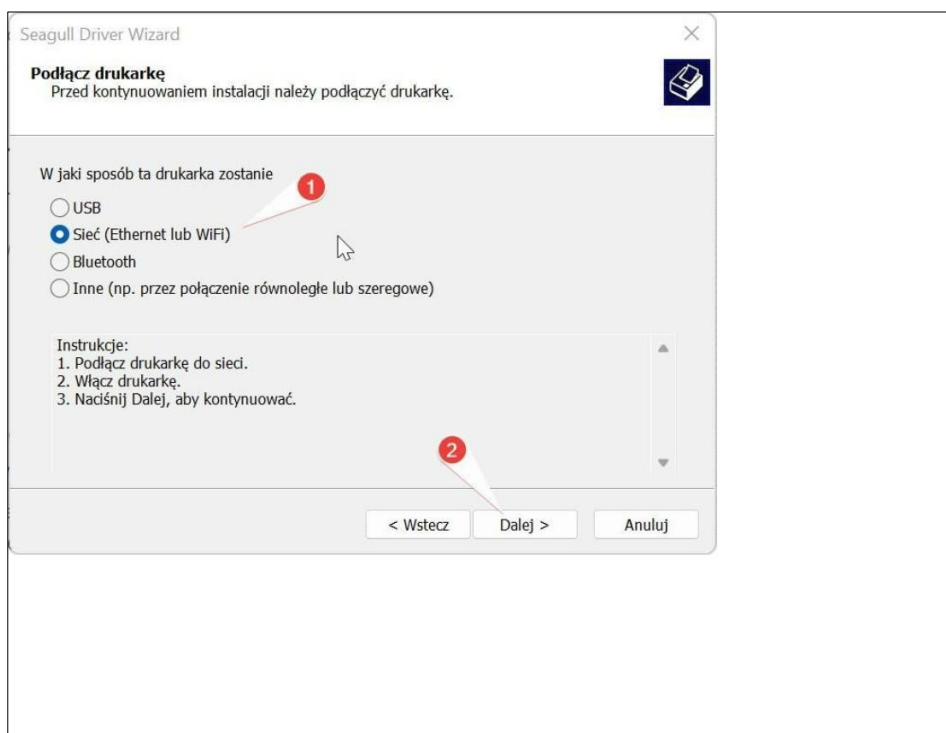 Seagull Driver Wizard
Podłącz drukarkę
Przed kontynuowaniem instalacji należy podłączyć drukarkę.
W jaki sposób ta drukarka zostanie
1
USB
Sieć (Ethernet lub WiFi)
Bluetooth
Inne (np. przez połączenie równoległe lub szeregowe)
Instrukcje:
1. Podłącz drukarkę do sieci.
2. Włącz drukarkę.
3. Naciśnij Dalej, aby kontynuować.
2
< Wstecz Dalej > Anuluj